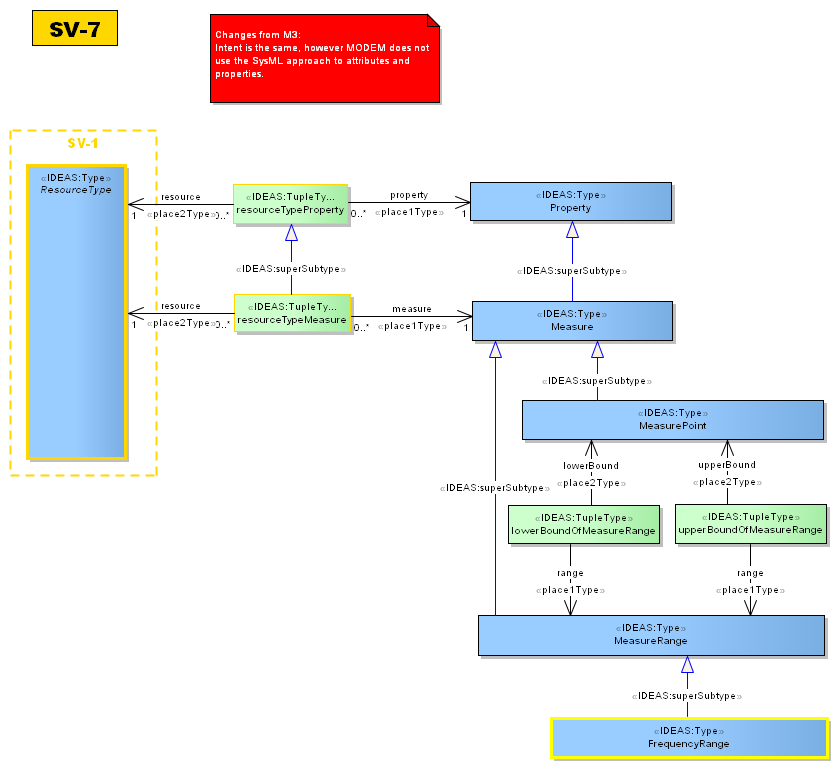 SV-7
Changes from M3:
Intent is the same, however MODEM does not
use the SysML approach to attributes and
properties.
SV-1
«IDEAS:Type»
ResourceType
resource
«place2Type»
1
0..*
«IDEAS:TupleTy...
resourceTypeProperty
property
«place1Type»
0..*
1
«IDEAS:Type»
Property
«IDEAS:superSubtype»
«IDEAS:superSubtype»
resource
«place2Type»
1
0..*
«IDEAS:TupleTy...
resourceTypeMeasure
measure
«place1Type»
0..*
1
«IDEAS:Type»
Measure
«IDEAS:superSubtype»
«IDEAS:Type»
MeasurePoint
lowerBound
«place2Type»
upperBound
«place2Type»
«IDEAS:superSubtype»
«IDEAS:TupleType»
lowerBoundOfMeasureRange
«IDEAS:TupleType»
upperBoundOfMeasureRange
range
«place1Type»
range
«place1Type»
«IDEAS:Type»
MeasureRange
«IDEAS:superSubtype»
«IDEAS:Type»
FrequencyRange